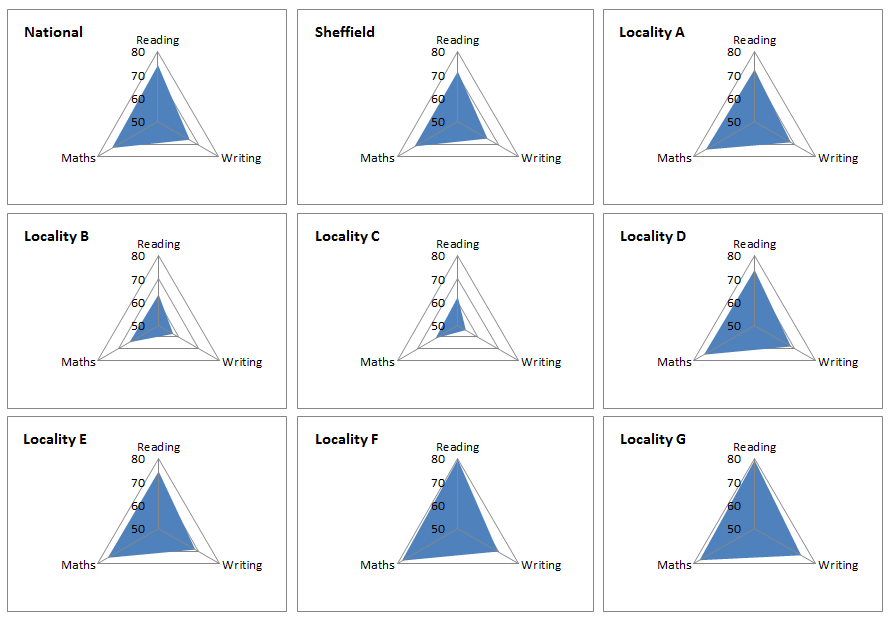 National
Reading
80
70
60
50
Maths
Writing
Sheffield
Reading
80
70
60
50
Maths
Writing
Locality A
Reading
80
70
60
50
Maths
Writing
Locality B
Reading
80
70
60
50
Maths
Writing
Locality C
Reading
80
70
60
50
Maths
Writing
Locality D
Reading
80
70
60
50
Maths
Writing
Locality E
Reading
80
70
60
50
Maths
Writing
Locality F
Reading
80
70
60
50
Maths
Writing
Locality G
Reading
80
70
60
50
Maths
Writing